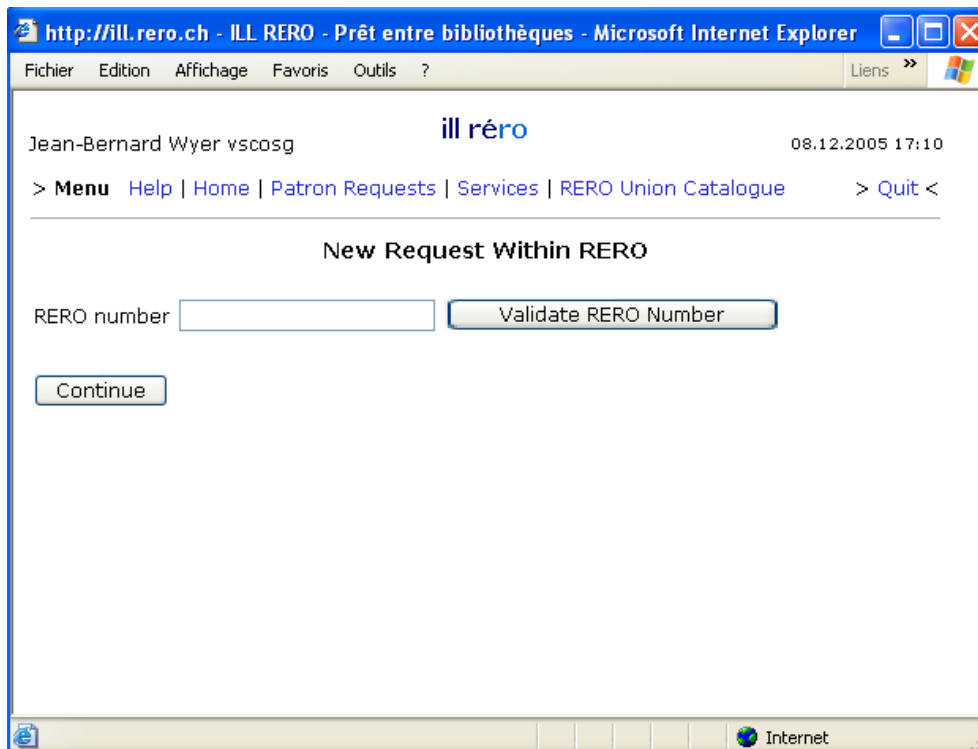 http://ill.rero.ch - ILL RERO - Prêt entre bibliothèques - Microsoft Internet Explorer
Fichier Edition Affichage Favoris Outils ? Liens »
ill réro
Jean-Bernard Wyer vscosg 08.12.2005 17:10
> Menu Help | Home | Patron Requests | Services | RERO Union Catalogue > Quit <
New Request Within RERO
RERO number Validate RERO Number
Continue
Internet